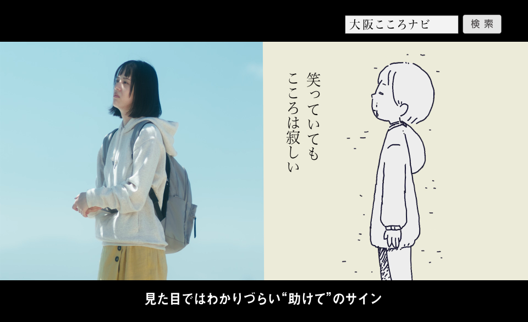 大阪こころナビ 検索
笑っていても
こころは寂しい
見た目ではわかりづらい“助けて”のサイン